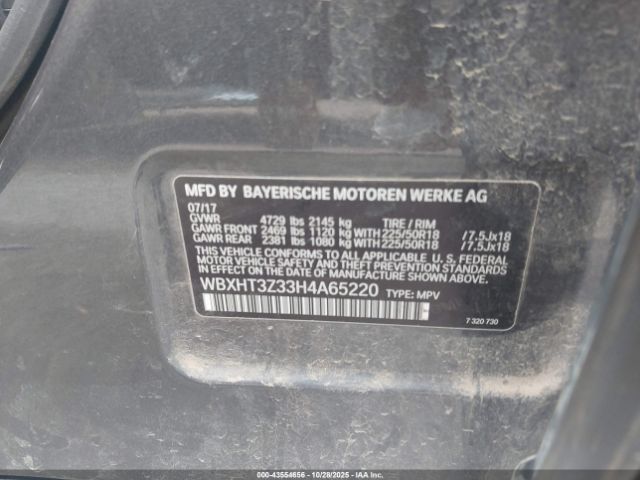 MFD BY BAYERISCHE MOTOREN WERKE AG
07/17
GVWR 4729 lbs 2145 kg TIRE / RIM
GAWR FRONT 2469 lbs 1120 kg WITH 225/50R18 /7.5Jx18
GAWR REAR 2381 lbs 1080 kg WITH 225/50R18 /7.5Jx18
THIS VEHICLE CONFORMS TO ALL APPLICABLE U.S. FEDERAL
MOTOR VEHICLE SAFETY AND THEFT PREVENTION STANDARDS
IN EFFECT ON THE DATE OF MANUFACTURE SHOWN ABOVE.
WBXHT3Z33H4A65220 TYPE: MPV
7 320 730
000-43554656 | 10/28/2025 | IAAI.COM